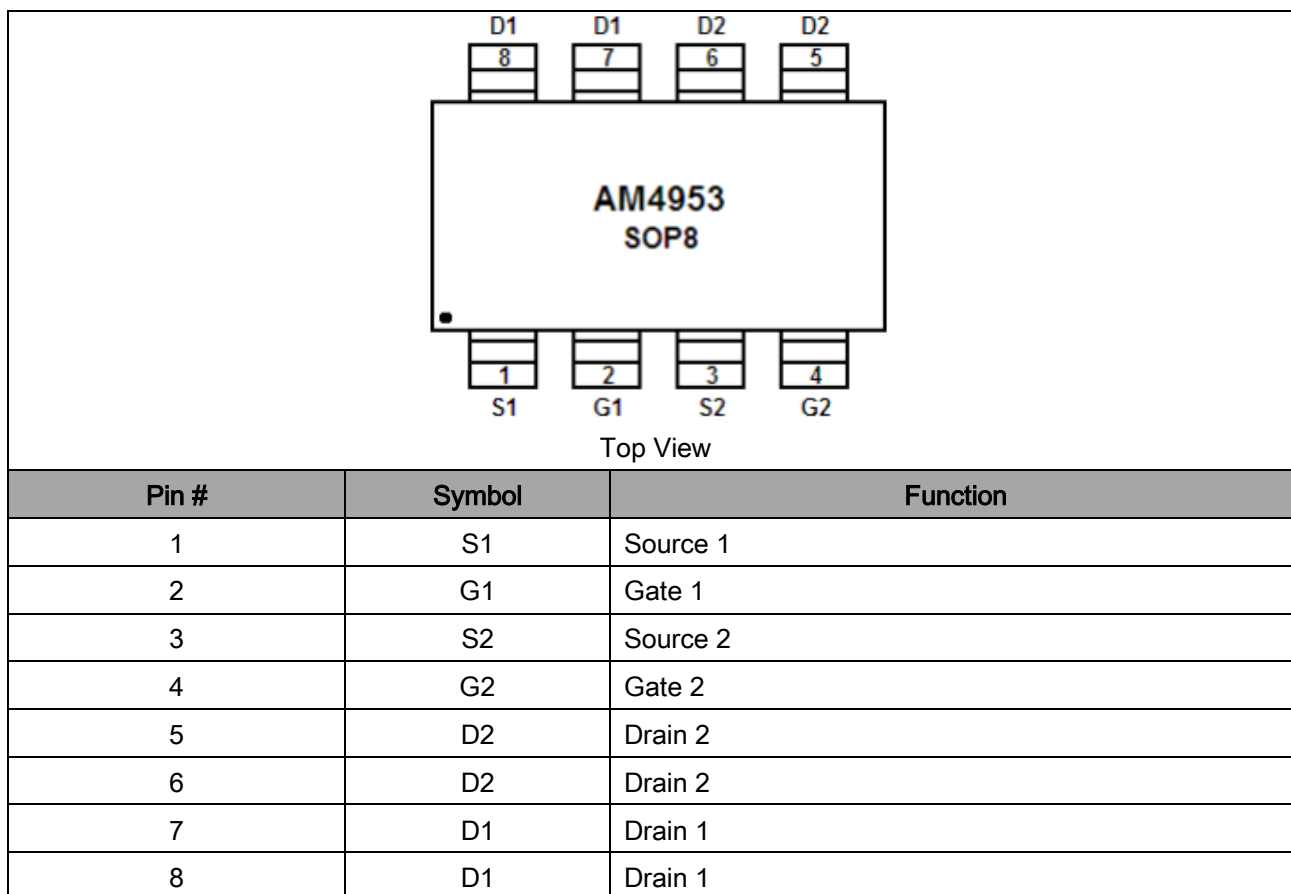 D1 D1 D2 D2
8 7 6 5
AM4953
SOP8
1 2 3 4
S1 G1 S2 G2
Top View
Pin # Symbol Function
1 S1 Source 1
2 G1 Gate 1
3 S2 Source 2
4 G2 Gate 2
5 D2 Drain 2
6 D2 Drain 2
7 D1 Drain 1
8 D1 Drain 1